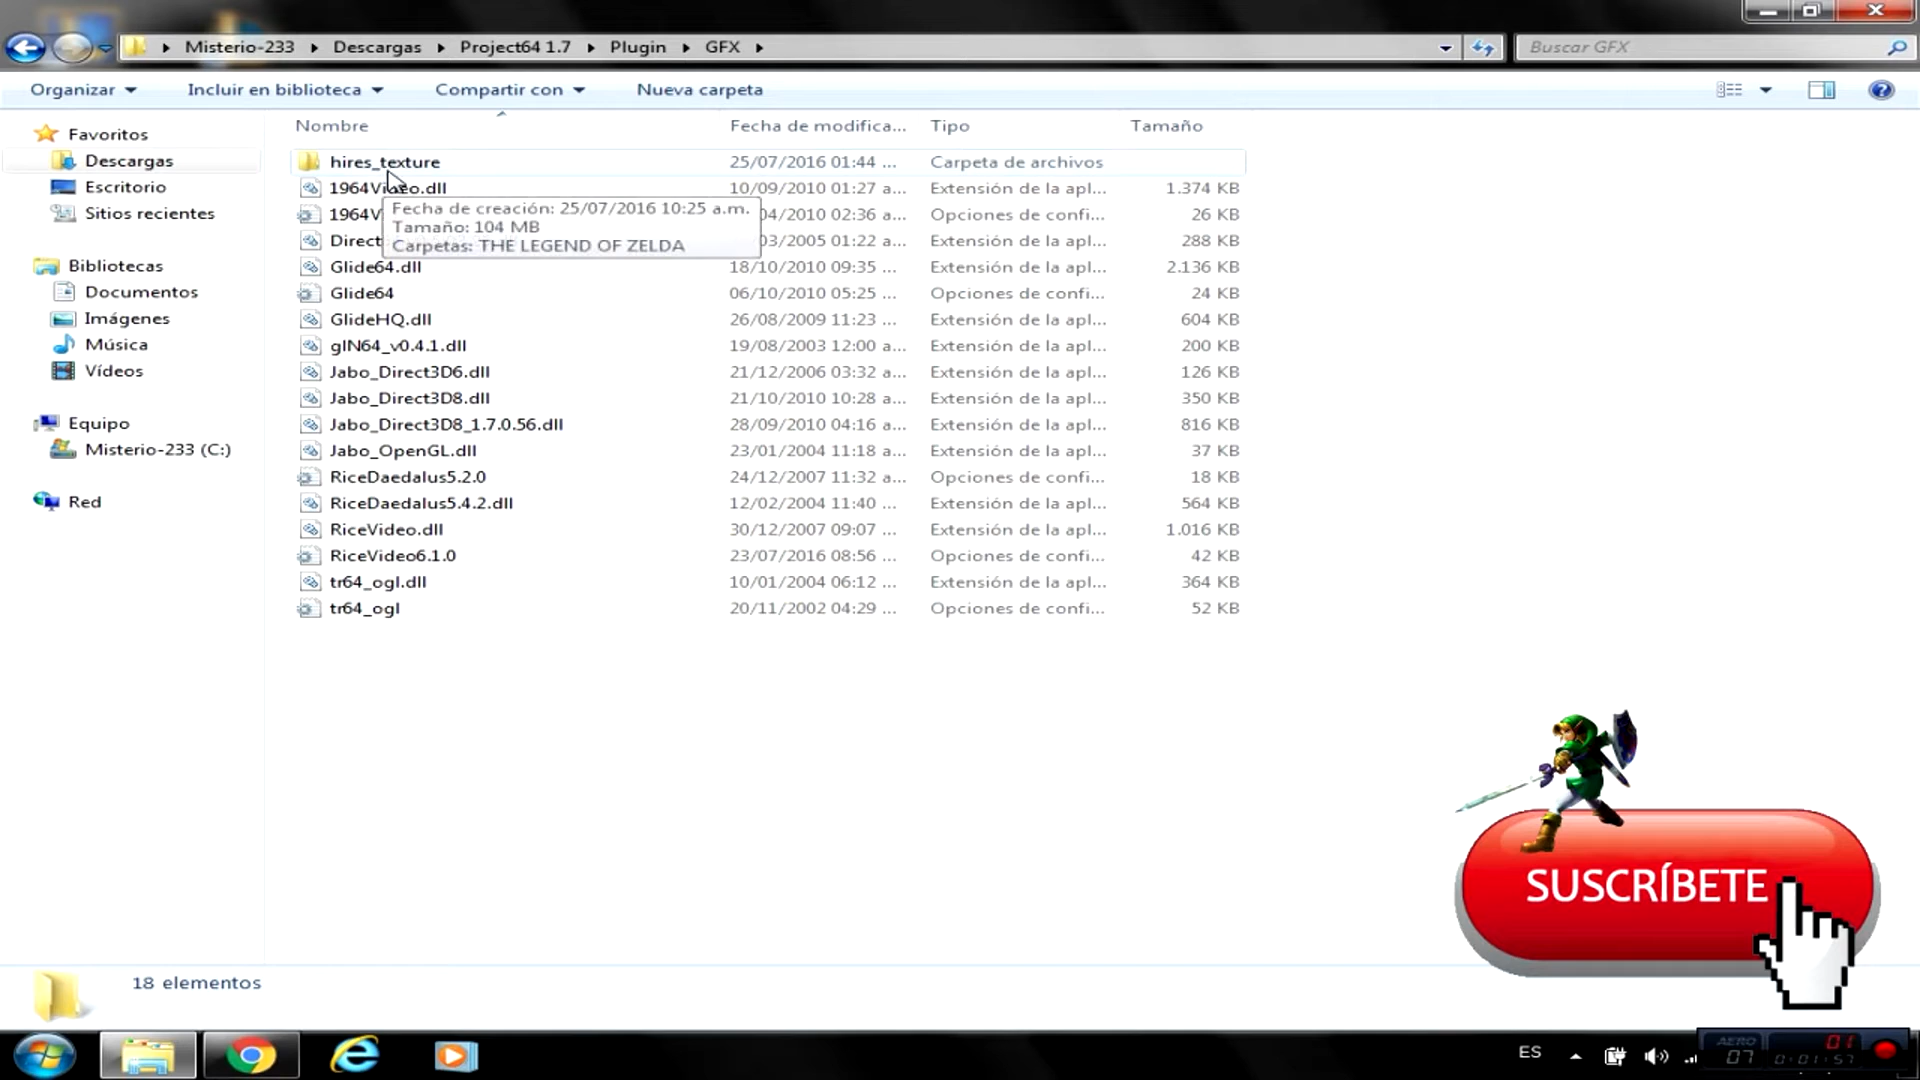 Misterio-233 Descargas Project64 1.7 Plugin GFX
Buscar GFX
Organizar Incluir en biblioteca Compartir con Nueva carpeta
Nombre Fecha de modifica... Tipo Tamaño
Favoritos
Descargas
Escritorio
Sitios recientes
Bibliotecas
Documentos
Imágenes
Música
Vídeos
Equipo
Misterio-233 (C:)
Red
hires_texture 25/07/2016 01:44 ... Carpeta de archivos
1964Video.dll 10/09/2010 01:27 a... Extensión de la apl... 1.374 KB
1964V 04/2010 02:36 a... Opciones de confi... 26 KB
Direct 03/2005 01:22 a... Extensión de la apl... 288 KB
Fecha de creación: 25/07/2016 10:25 a.m.
Tamaño: 104 MB
Carpetas: THE LEGEND OF ZELDA
Glide64.dll 18/10/2010 09:35 ... Extensión de la apl... 2.136 KB
Glide64 06/10/2010 05:25 ... Opciones de confi... 24 KB
GlideHQ.dll 26/08/2009 11:23 ... Extensión de la apl... 604 KB
glN64_v0.4.1.dll 19/08/2003 12:00 a... Extensión de la apl... 200 KB
Jabo_Direct3D6.dll 21/12/2006 03:32 a... Extensión de la apl... 126 KB
Jabo_Direct3D8.dll 21/10/2010 10:28 a... Extensión de la apl... 350 KB
Jabo_Direct3D8_1.7.0.56.dll 28/09/2010 04:16 a... Extensión de la apl... 816 KB
Jabo_OpenGL.dll 23/01/2004 11:18 a... Extensión de la apl... 37 KB
RiceDaedalus5.2.0 24/12/2007 11:32 a... Opciones de confi... 18 KB
RiceDaedalus5.4.2.dll 12/02/2004 11:40 ... Extensión de la apl... 564 KB
RiceVideo.dll 30/12/2007 09:07 ... Extensión de la apl... 1.016 KB
RiceVideo6.1.0 23/07/2016 08:56 ... Opciones de confi... 42 KB
tr64_ogl.dll 10/01/2004 06:12 ... Extensión de la apl... 364 KB
tr64_ogl 20/11/2002 04:29 ... Opciones de confi... 52 KB
SUSCRÍBETE
18 elementos
ES
AERO 01
07 0:01:57